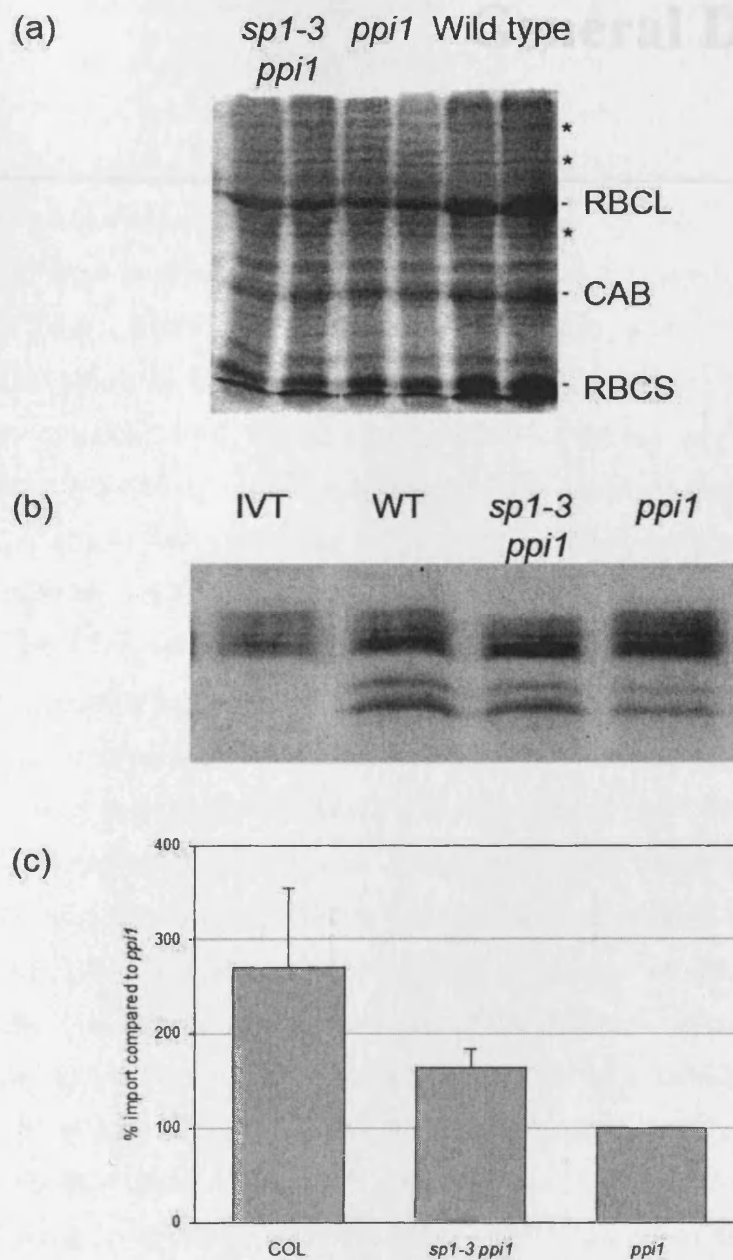 General D
(a)
sp1-3 ppi1 Wild type
ppi1
*
*
- RBCL
*
- CAB
- RBCS
(b)
IVT WT sp1-3 ppi1
ppi1
(c)
% import compared to ppi1
400
300
200
100
0
COL sp1-3 ppi1 ppi1